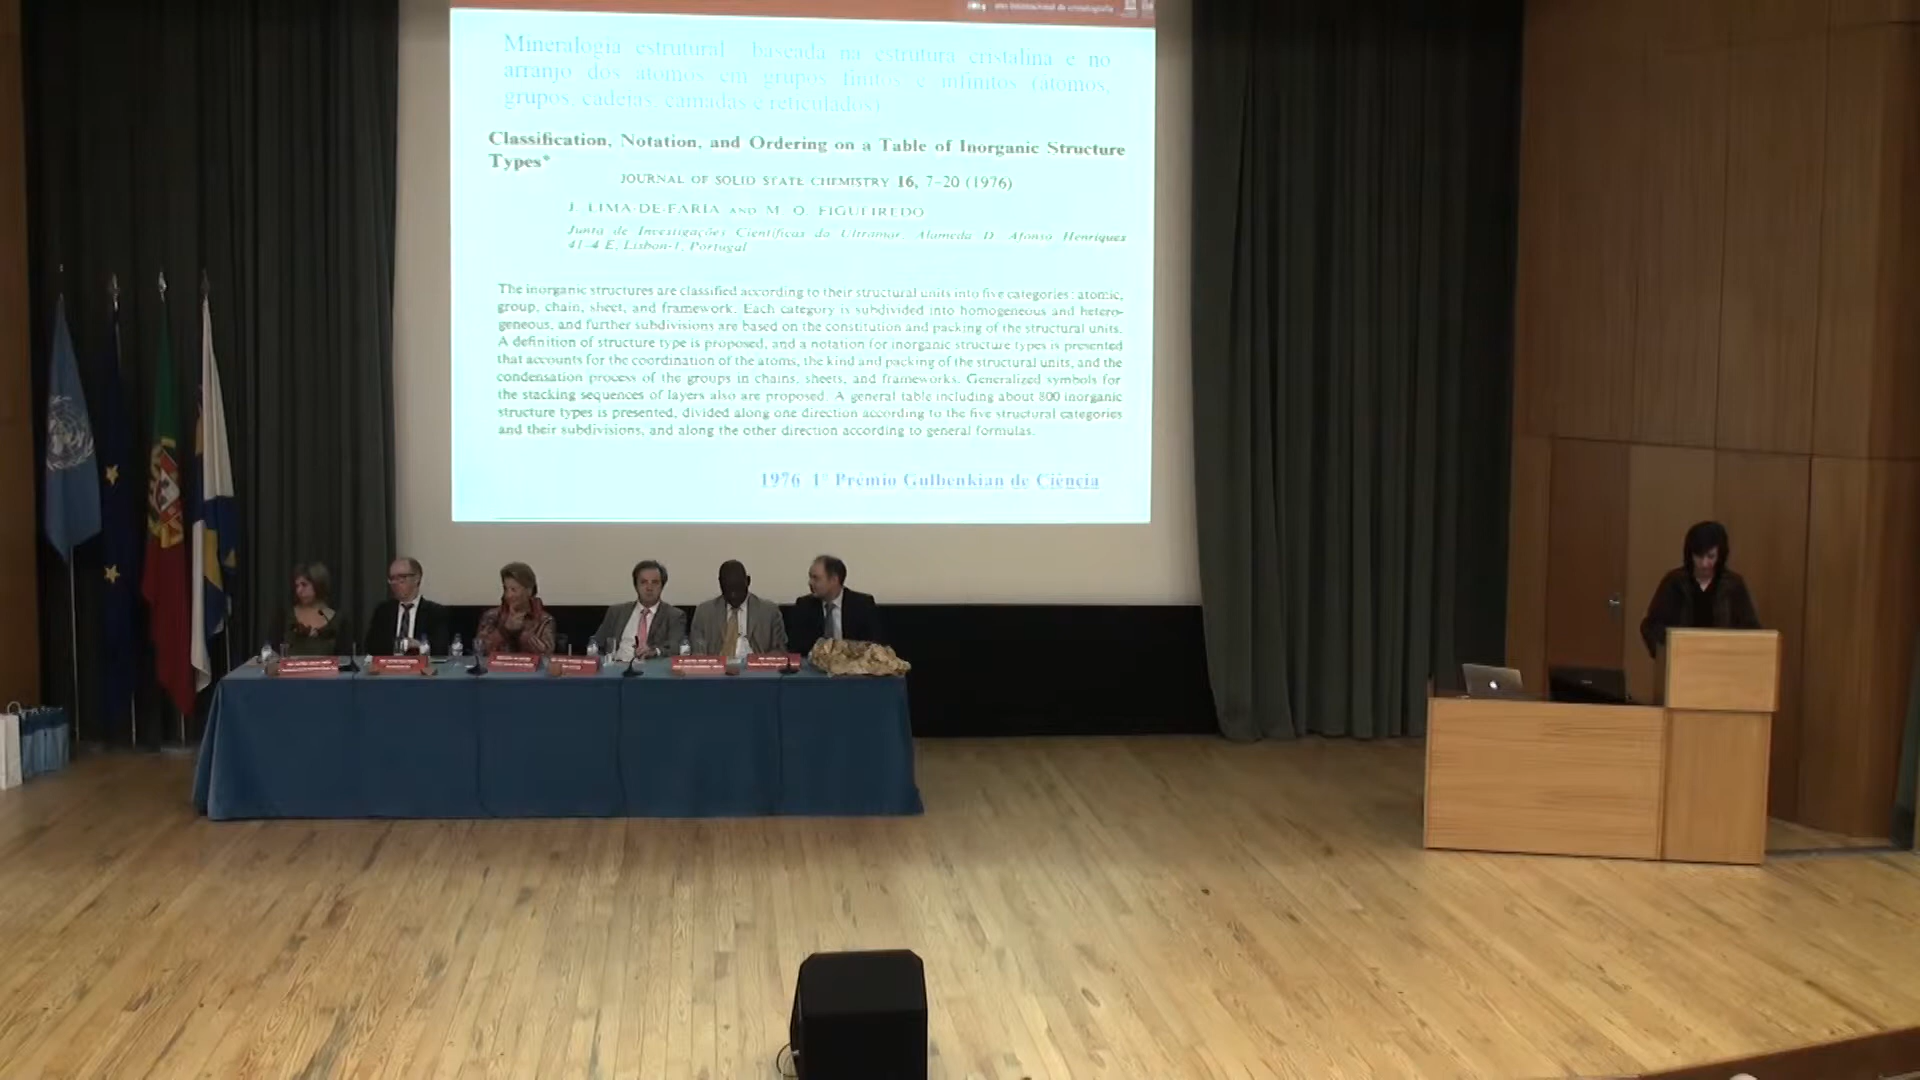 ano internacional da cristalografia
Mineralogia estrutural baseada na estrutura cristalina e no
arranjo dos átomos em grupos finitos e infinitos (átomos,
grupos, cadeias, camadas e reticulados)
Classification, Notation, and Ordering on a Table of Inorganic Structure
Types*
JOURNAL OF SOLID STATE CHEMISTRY 16, 7-20 (1976)
J. LIMA-DE-FARIA AND M. O. FIGUEIREDO
Junta de Investigações Científicas do Ultramar, Alameda D. Afonso Henriques
41-4 E, Lisbon-1, Portugal
The inorganic structures are classified according to their structural units into five categories: atomic,
group, chain, sheet, and framework. Each category is subdivided into homogeneous and hetero-
geneous, and further subdivisions are based on the constitution and packing of the structural units.
A definition of structure type is proposed, and a notation for inorganic structure types is presented
that accounts for the coordination of the atoms, the kind and packing of the structural units, and the
condensation process of the groups in chains, sheets, and frameworks. Generalized symbols for
the stacking sequences of layers also are proposed. A general table including about 800 inorganic
structure types is presented, divided along one direction according to the five structural categories
and their subdivisions, and along the other direction according to general formulas.
1976 1º Prémio Gulbenkian de Ciência